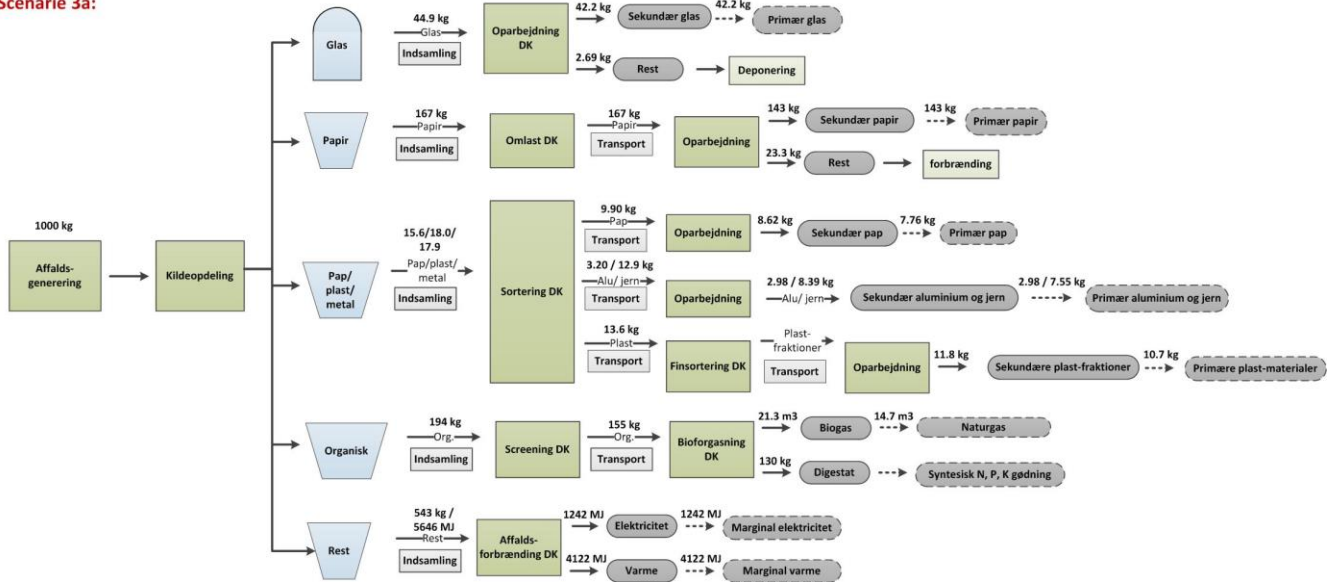 Scenarie 3a:
1000 kg
Affalds-
generering
Kildeopdeling
Glas
44.9 kg
Glas
Indsamling
Oparbejdning
DK
42.2 kg
Sekundær glas
42.2 kg
Primær glas
2.69 kg
Rest
Deponering
Papir
167 kg
Papir
Indsamling
Omlast DK
167 kg
Papir
Transport
Oparbejdning
143 kg
Sekundær papir
143 kg
Primær papir
23.3 kg
Rest
forbrænding
Pap/
plast/
metal
15.6/18.0/
17.9
Pap/plast/
metal
Indsamling
Sortering DK
9.90 kg
Pap
Transport
Oparbejdning
8.62 kg
Sekundær pap
7.76 kg
Primær pap
3.20 / 12.9 kg
Alu/ jern
Transport
Oparbejdning
2.98 / 8.39 kg
Alu/ jern
Sekundær aluminium og jern
2.98 / 7.55 kg
Primær aluminium og jern
13.6 kg
Plast
Transport
Finsortering DK
Plast-
fraktioner
Transport
Oparbejdning
11.8 kg
Sekundære plast-fraktioner
10.7 kg
Primære plast-materialer
Organisk
194 kg
Org.
Indsamling
Screening DK
155 kg
Org.
Transport
Bioforgasning
DK
21.3 m3
Biogas
14.7 m3
Naturgas
130 kg
Digestat
Syntesisk N, P, K gødning
Rest
543 kg /
5646 MJ
Rest
Indsamling
Affalds-
forbrænding DK
1242 MJ
Elektricitet
1242 MJ
Marginal elektricitet
4122 MJ
Varme
4122 MJ
Marginal varme